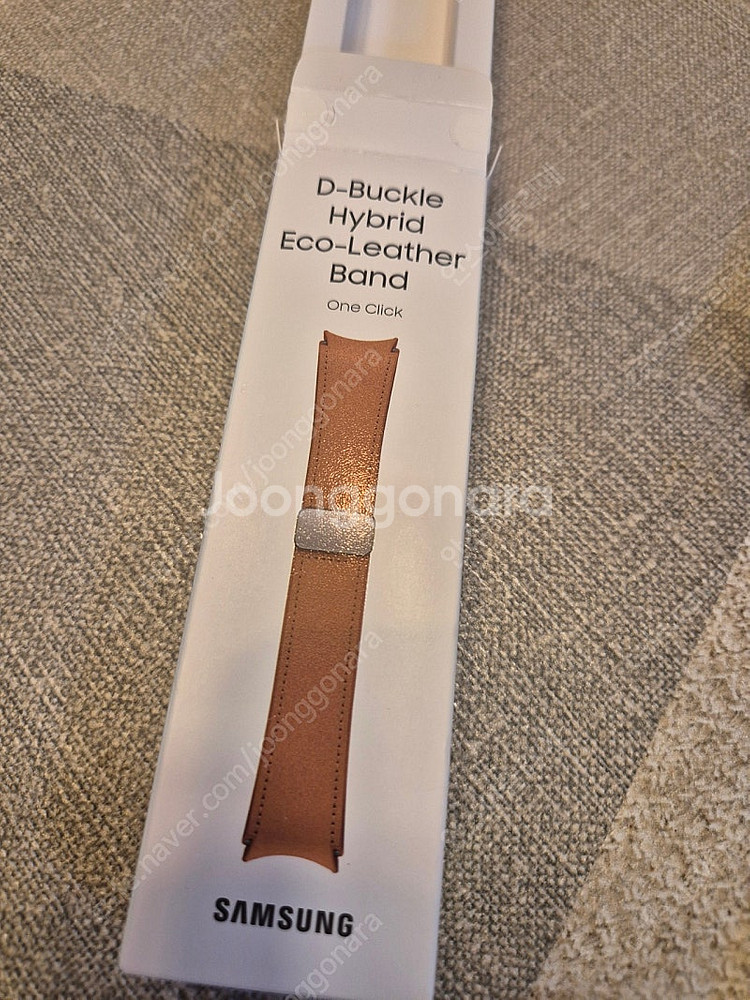 D-Buckle
Hybrid
Eco-Leather
Band
One Click
Joonggonara
SAMSUNG